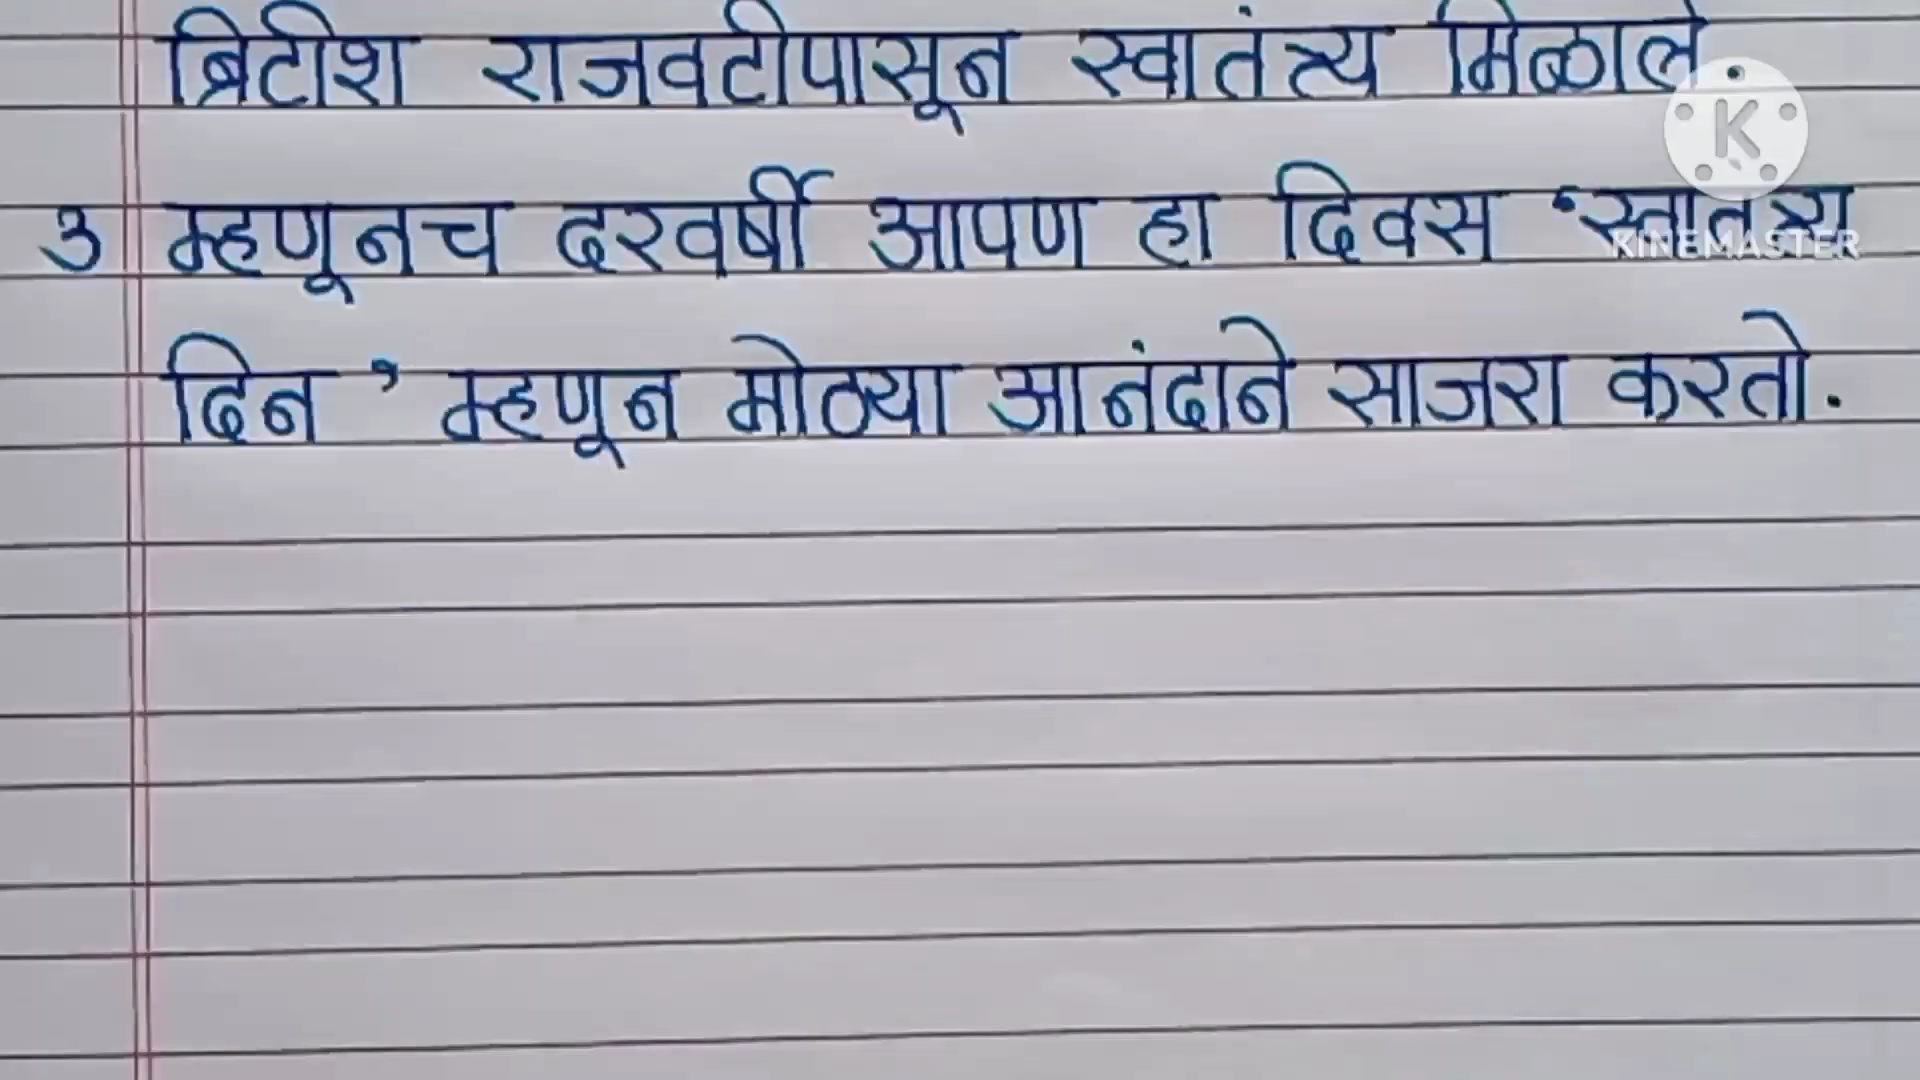 ब्रिटीश राजवटीपासून स्वातंत्र्य मिळाले.
३ म्हणूनच दरवर्षी आपण हा दिवस ‘स्वातंत्र्य
दिन’ म्हणून मोठ्या आनंदाने साजरा करतो.
K
KINEMASTER